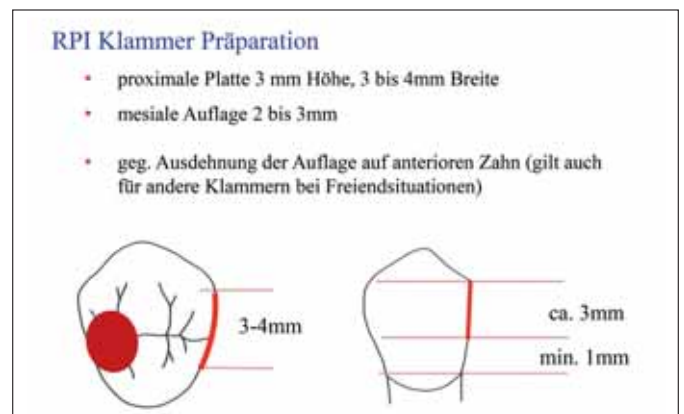 RPI Klammer Präparation
• proximale Platte 3 mm Höhe, 3 bis 4mm Breite
• mesiale Auflage 2 bis 3mm
• geg. Ausdehnung der Auflage auf anterioren Zahn (gilt auch
für andere Klammern bei Freiendsituationen)
3-4mm
ca. 3mm
min. 1mm